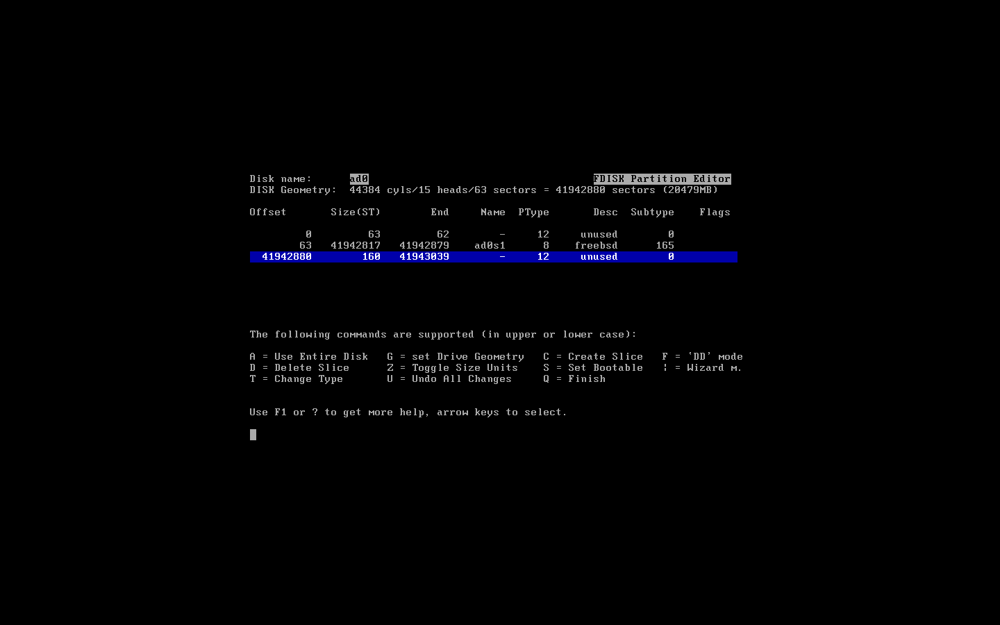 Disk name: ad0 FDISK Partition Editor
DISK Geometry: 44384 cyls/15 heads/63 sectors = 41942880 sectors (20479MB)
Offset Size(ST) End Name PType Desc Subtype Flags
0 63 62 - 12 unused 0
63 41942817 41942879 ad0s1 8 freebsd 165
41942880 160 41943039 - 12 unused 0
The following commands are supported (in upper or lower case):
A = Use Entire Disk G = set Drive Geometry C = Create Slice F = `DD' mode
D = Delete Slice Z = Toggle Size Units S = Set Bootable | = Wizard m.
T = Change Type U = Undo All Changes Q = Finish
Use F1 or ? to get more help, arrow keys to select.